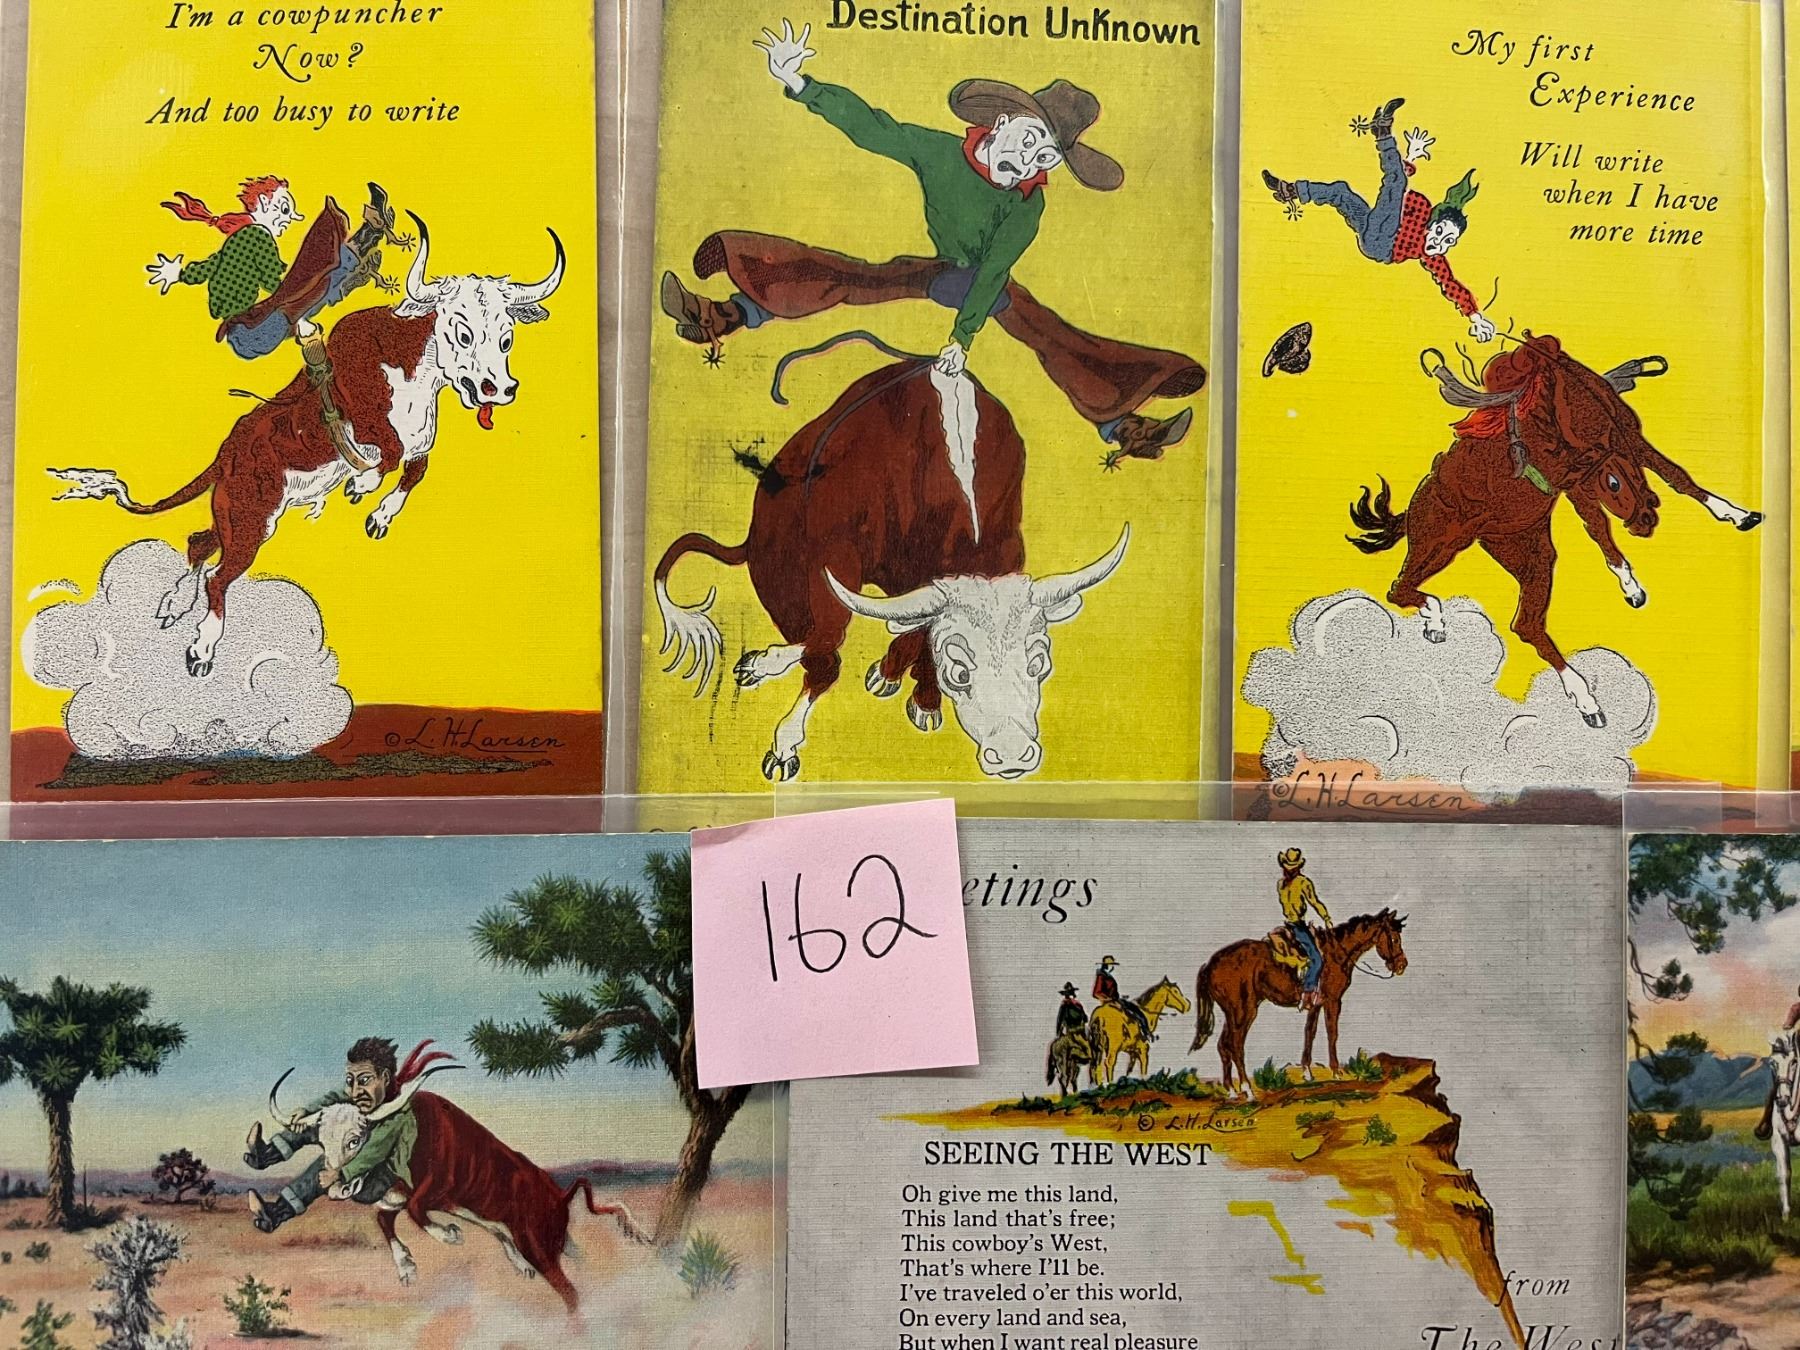 I'm a cowpuncher
Now?
And too busy to write
© L. H. Larsen
Destination UnKnown
My first
Experience
Will write
when I have
more time
© L. H. Larsen
162
etings
© L. H. Larsen
SEEING THE WEST
Oh give me this land,
This land that's free;
This cowboy's West,
That's where I'll be.
I've traveled o'er this world,
On every land and sea,
But when I want real pleasure
from
The West